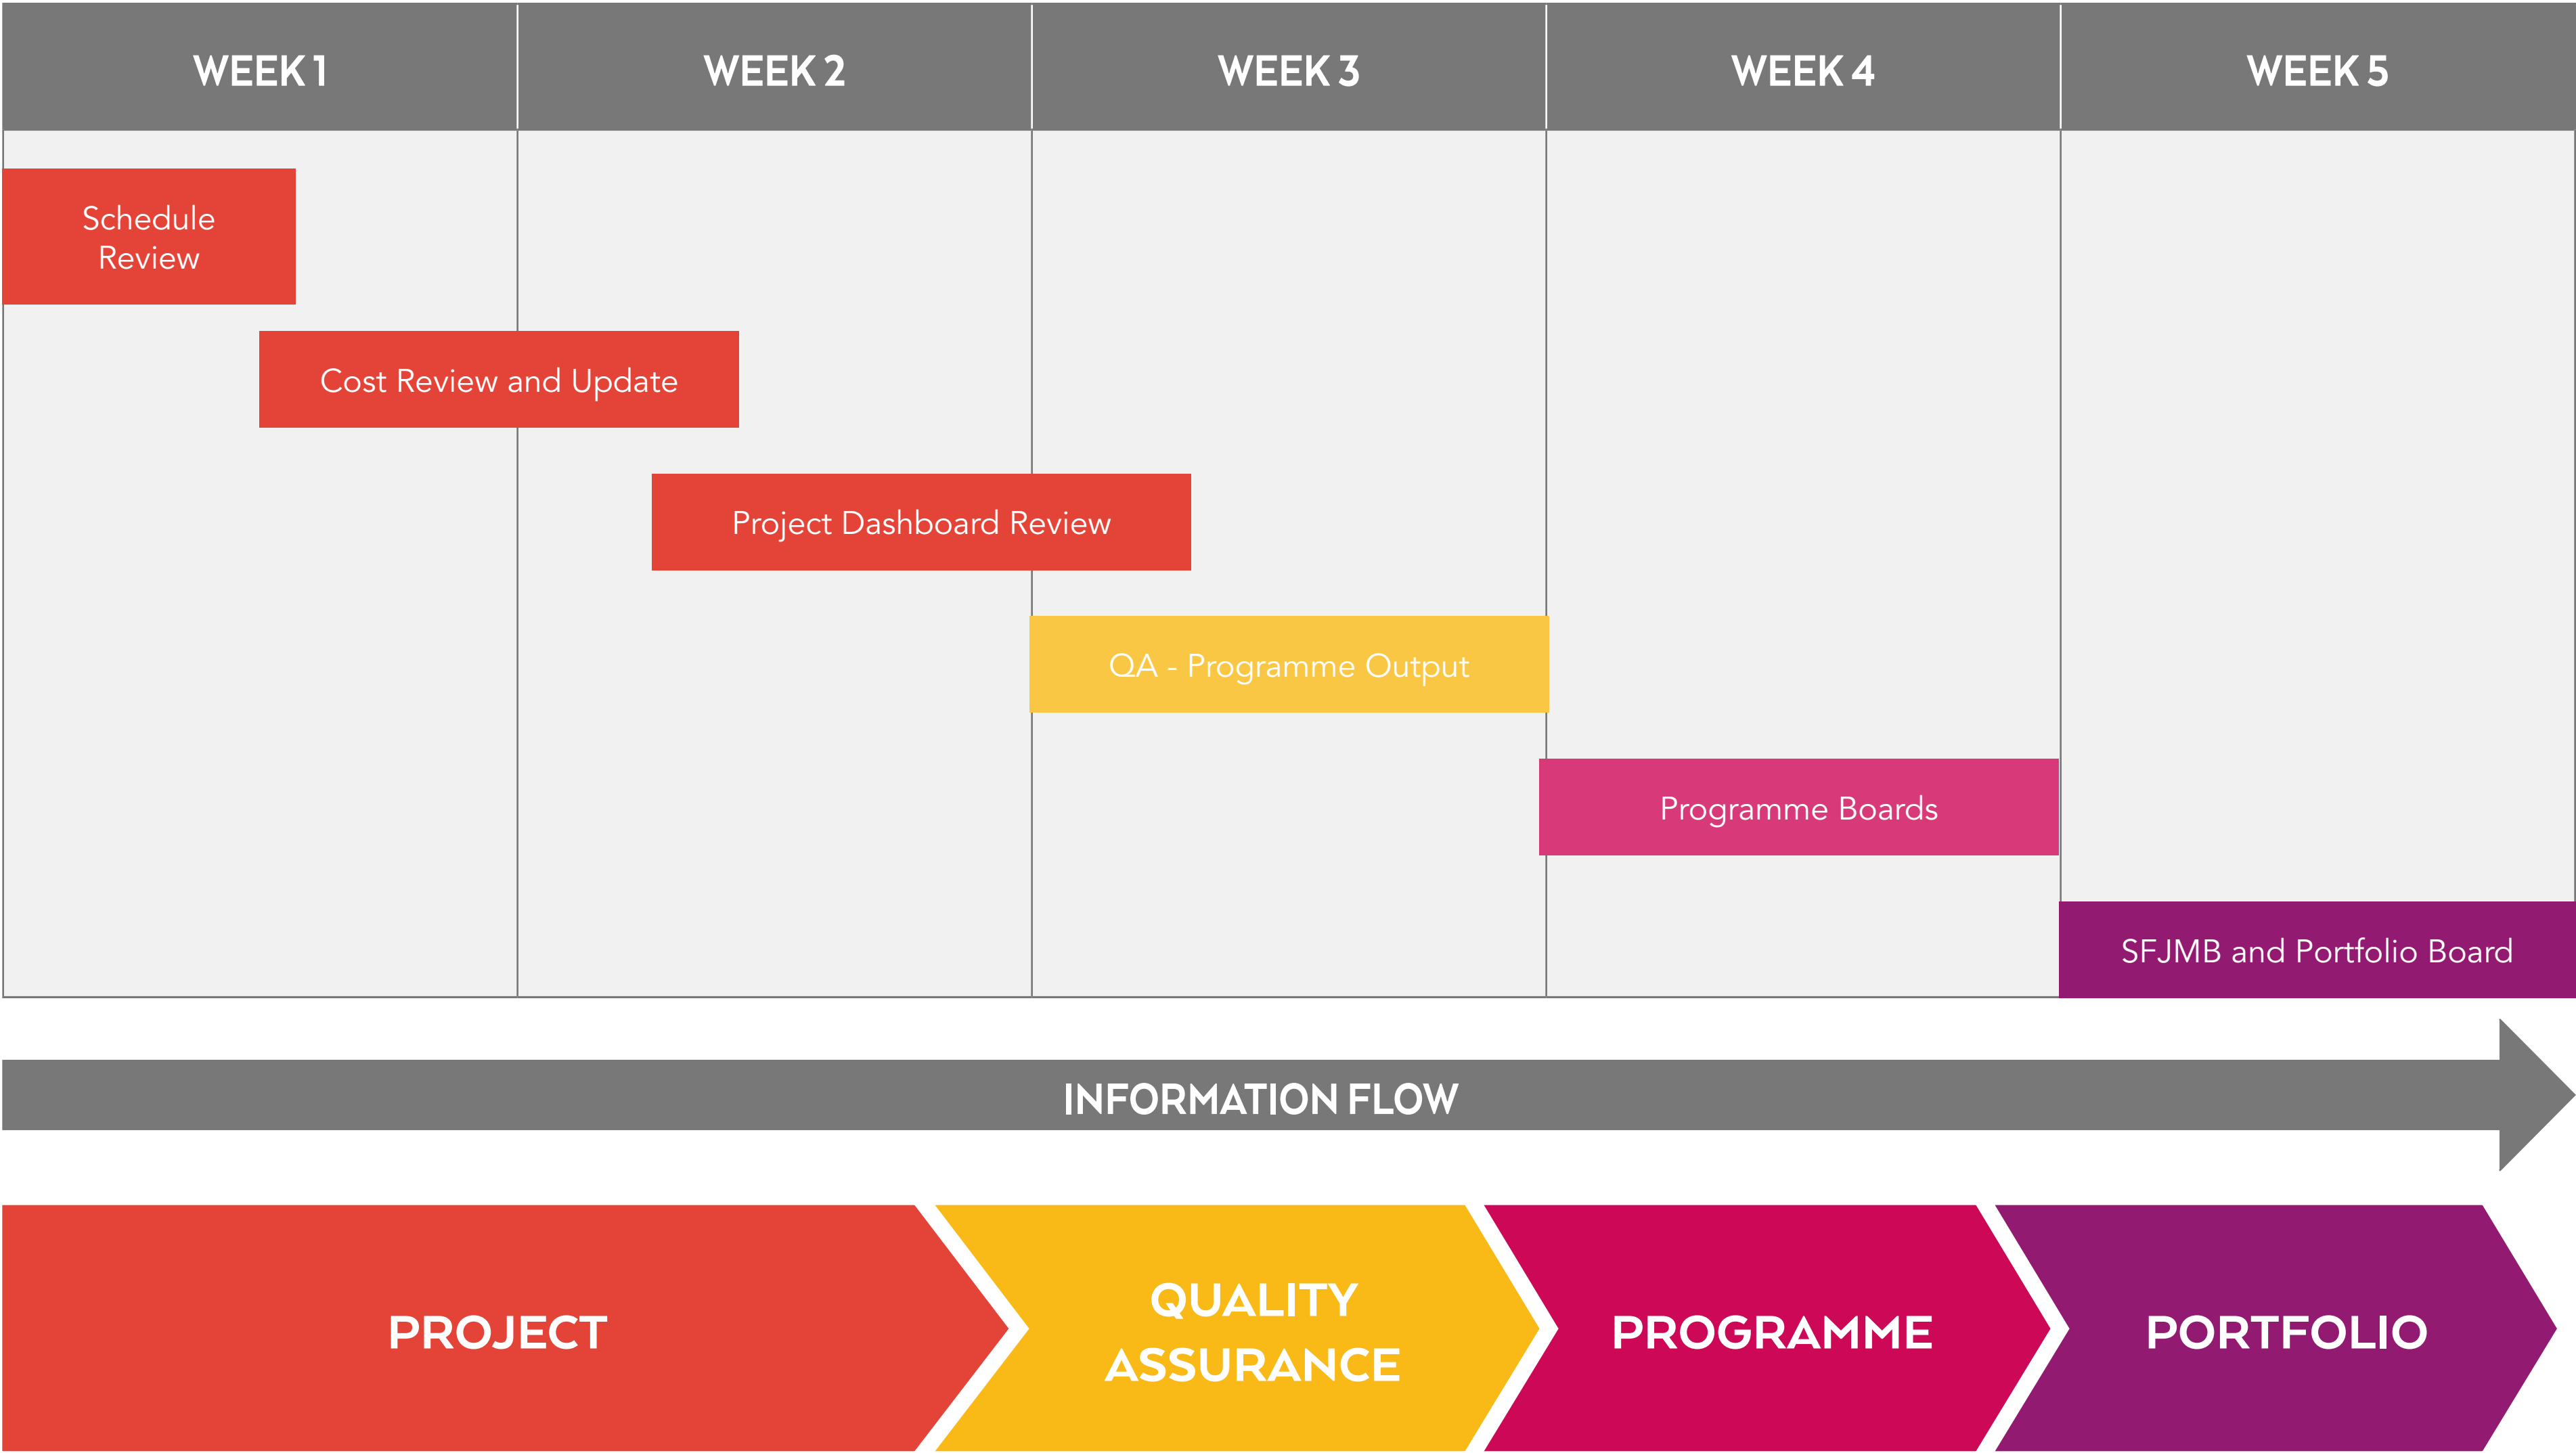 WEEK 1
WEEK 2
WEEK 3
WEEK 4
WEEK 5
Schedule
Review
Cost Review and Update
Project Dashboard Review
QA - Programme Output
Programme Boards
SFJMB and Portfolio Board
INFORMATION FLOW
PROJECT
QUALITY
ASSURANCE
PROGRAMME
PORTFOLIO